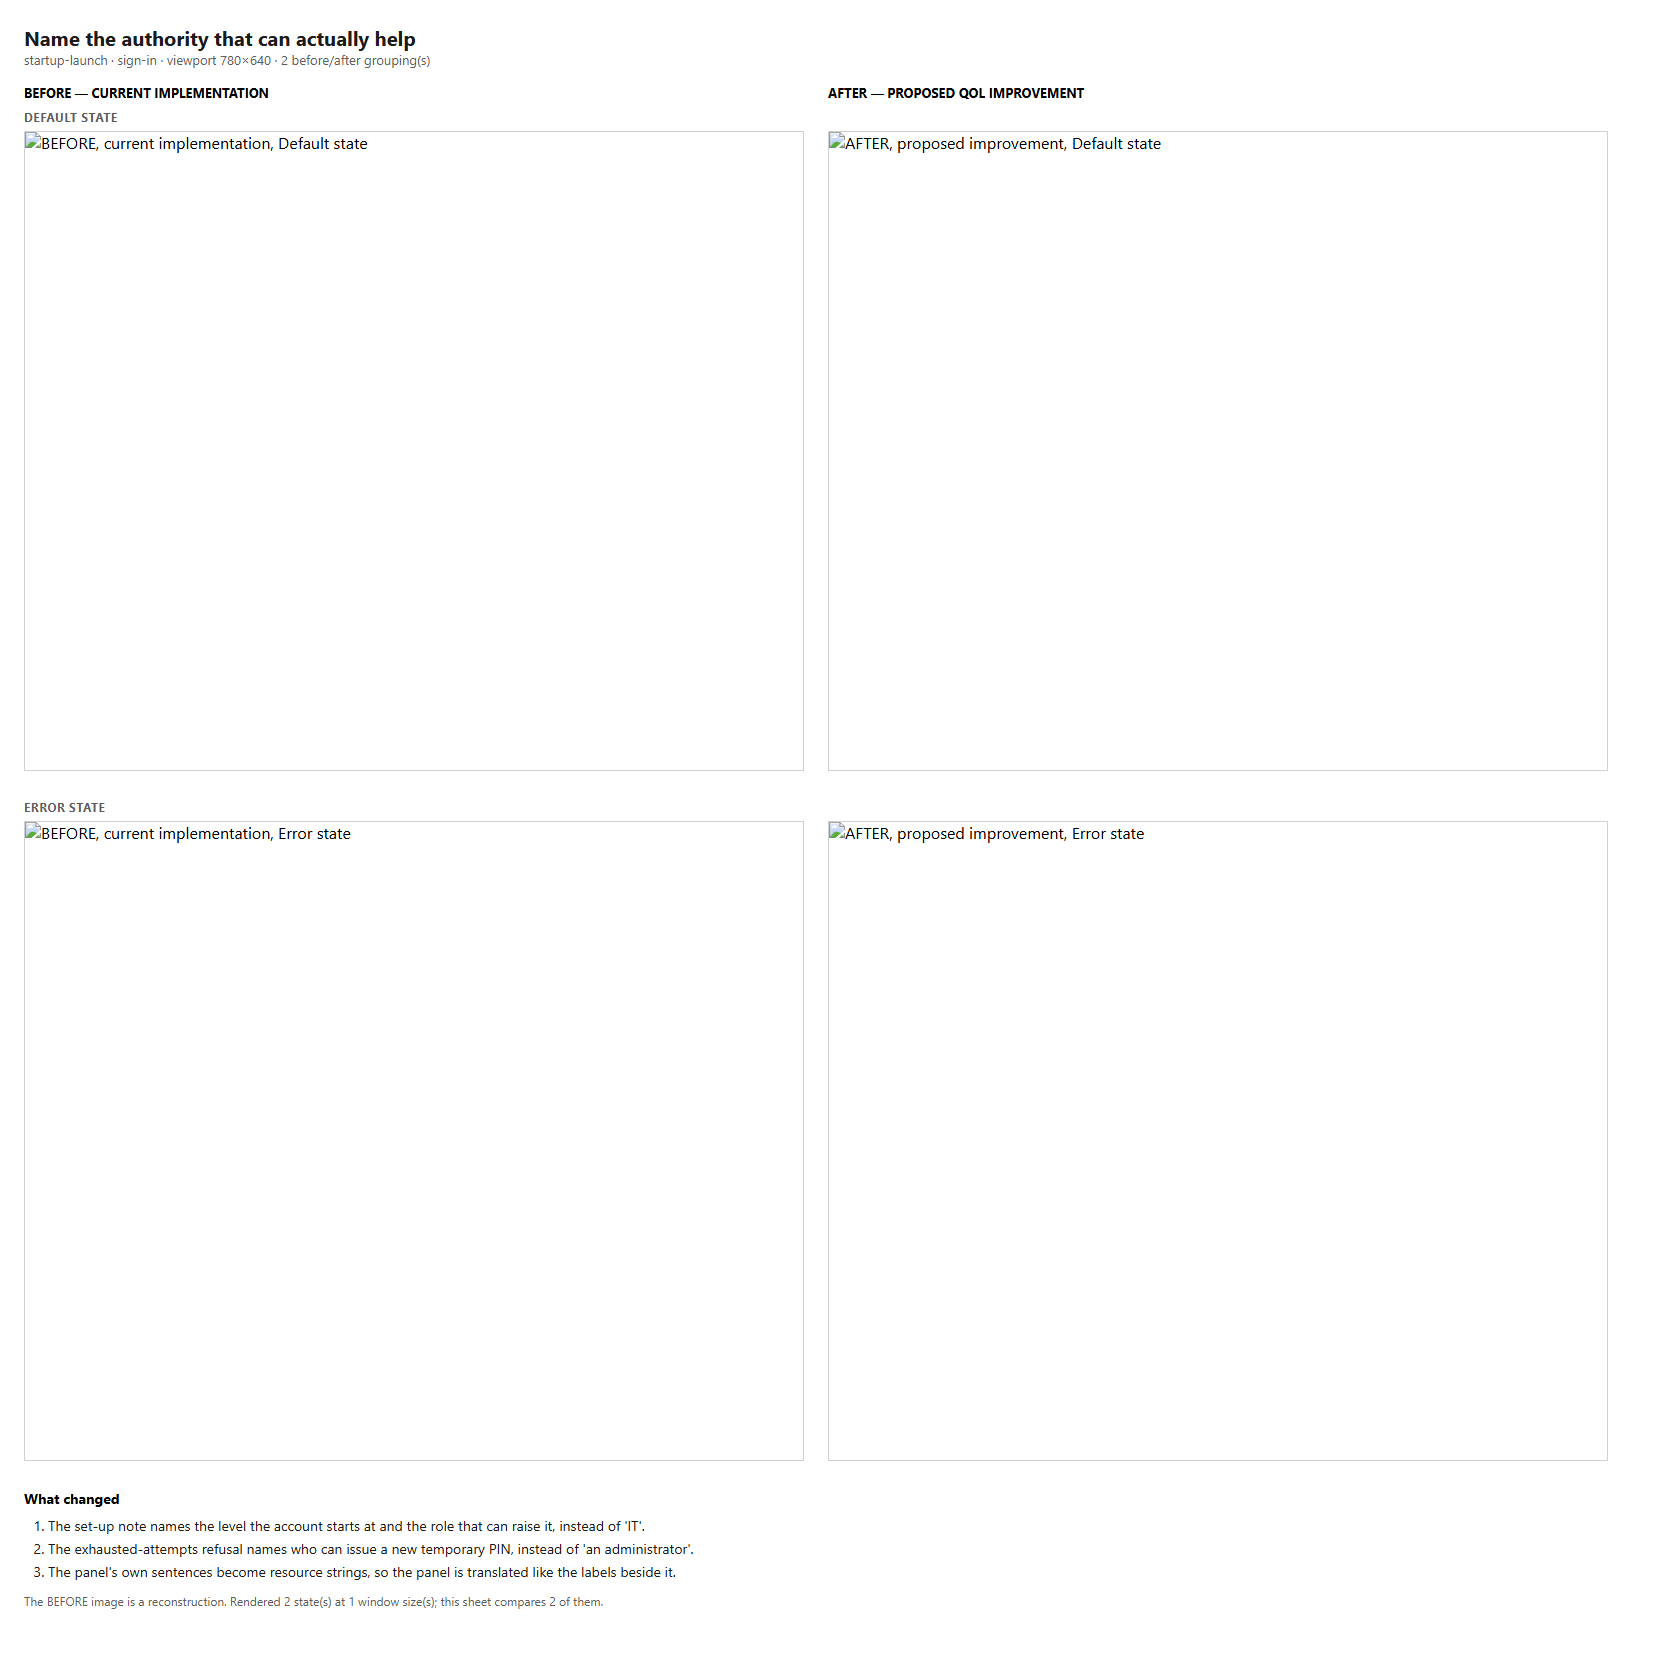 Name the authority that can actually help
startup-launch · sign-in · viewport 780×640 · 2 before/after grouping(s)
BEFORE — CURRENT IMPLEMENTATION
AFTER — PROPOSED QOL IMPROVEMENT
DEFAULT STATE
BEFORE, current implementation, Default state
AFTER, proposed improvement, Default state
ERROR STATE
BEFORE, current implementation, Error state
AFTER, proposed improvement, Error state
What changed
1. The set-up note names the level the account starts at and the role that can raise it, instead of 'IT'.
2. The exhausted-attempts refusal names who can issue a new temporary PIN, instead of 'an administrator'.
3. The panel's own sentences become resource strings, so the panel is translated like the labels beside it.
The BEFORE image is a reconstruction. Rendered 2 state(s) at 1 window size(s); this sheet compares 2 of them.